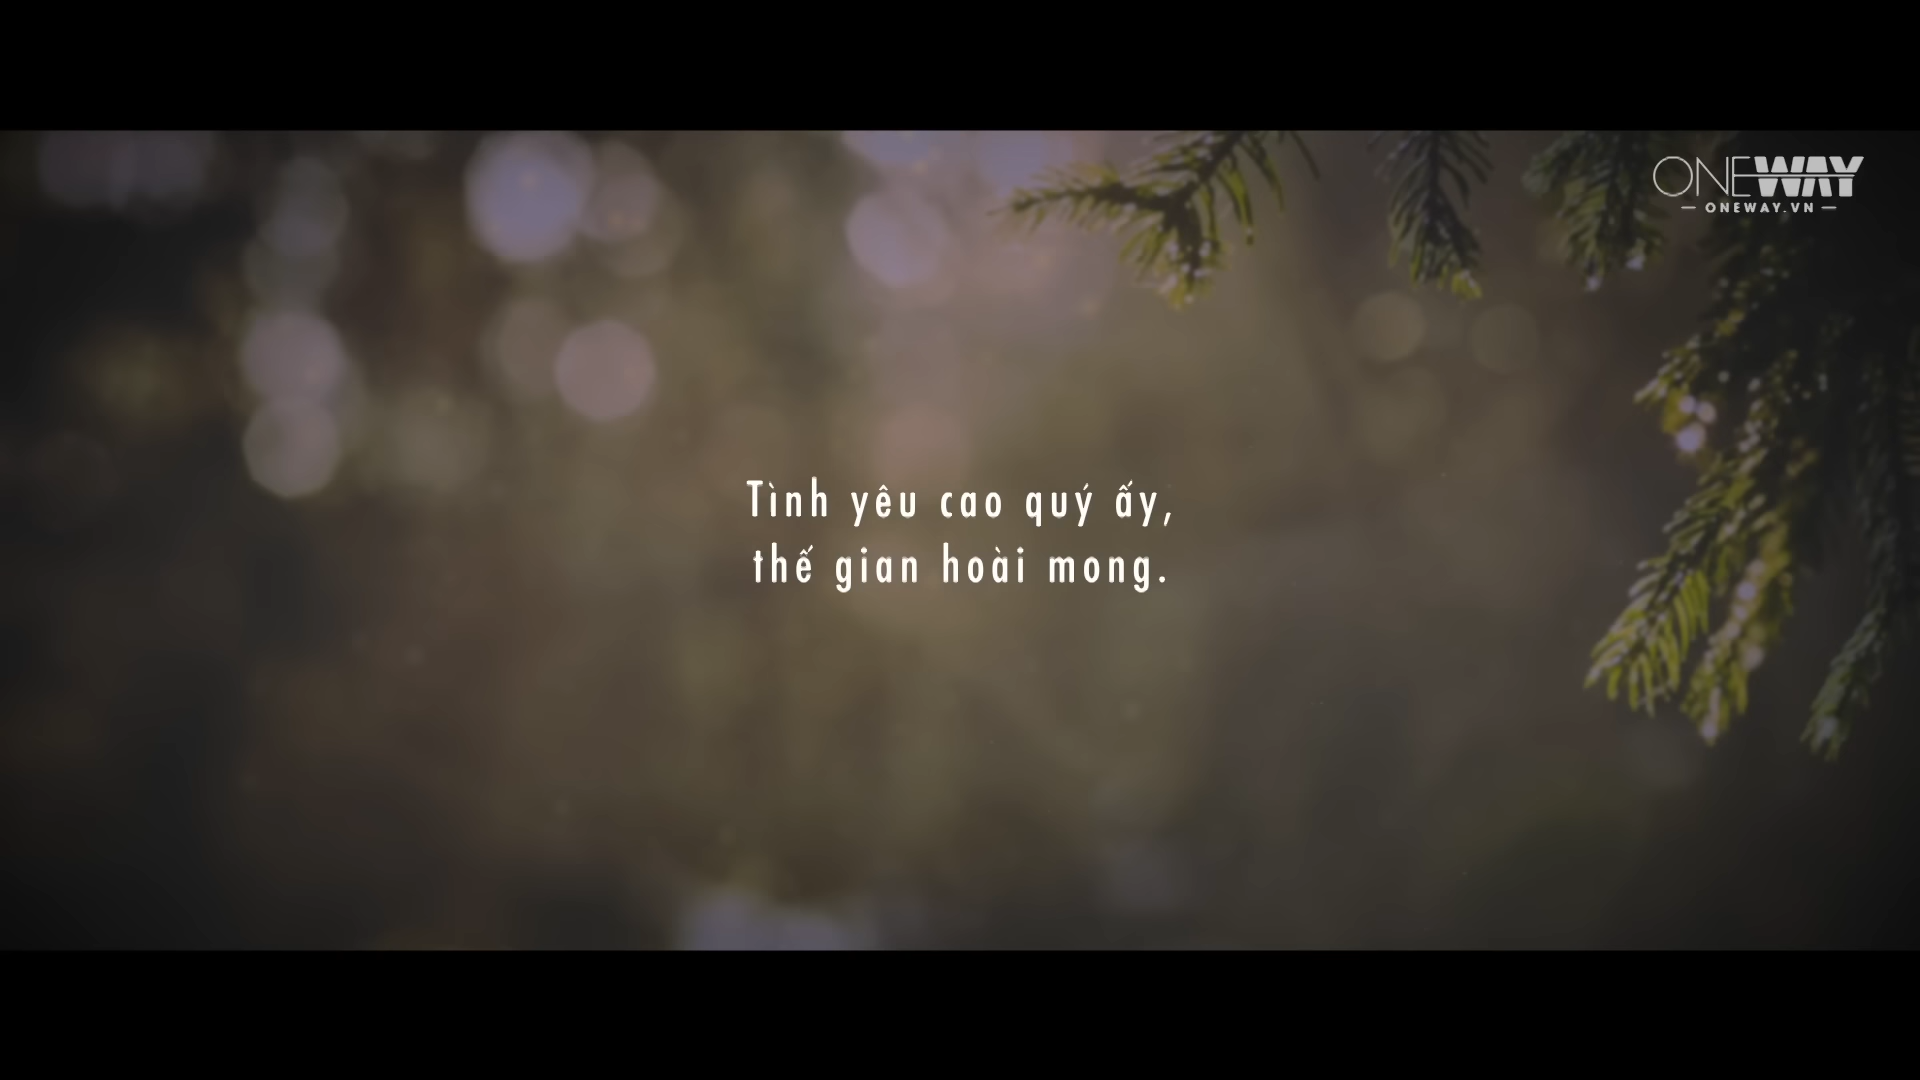 ONEWAY
— ONEWAY.VN —
Tình yêu cao quý ấy,
thế gian hoài mong.